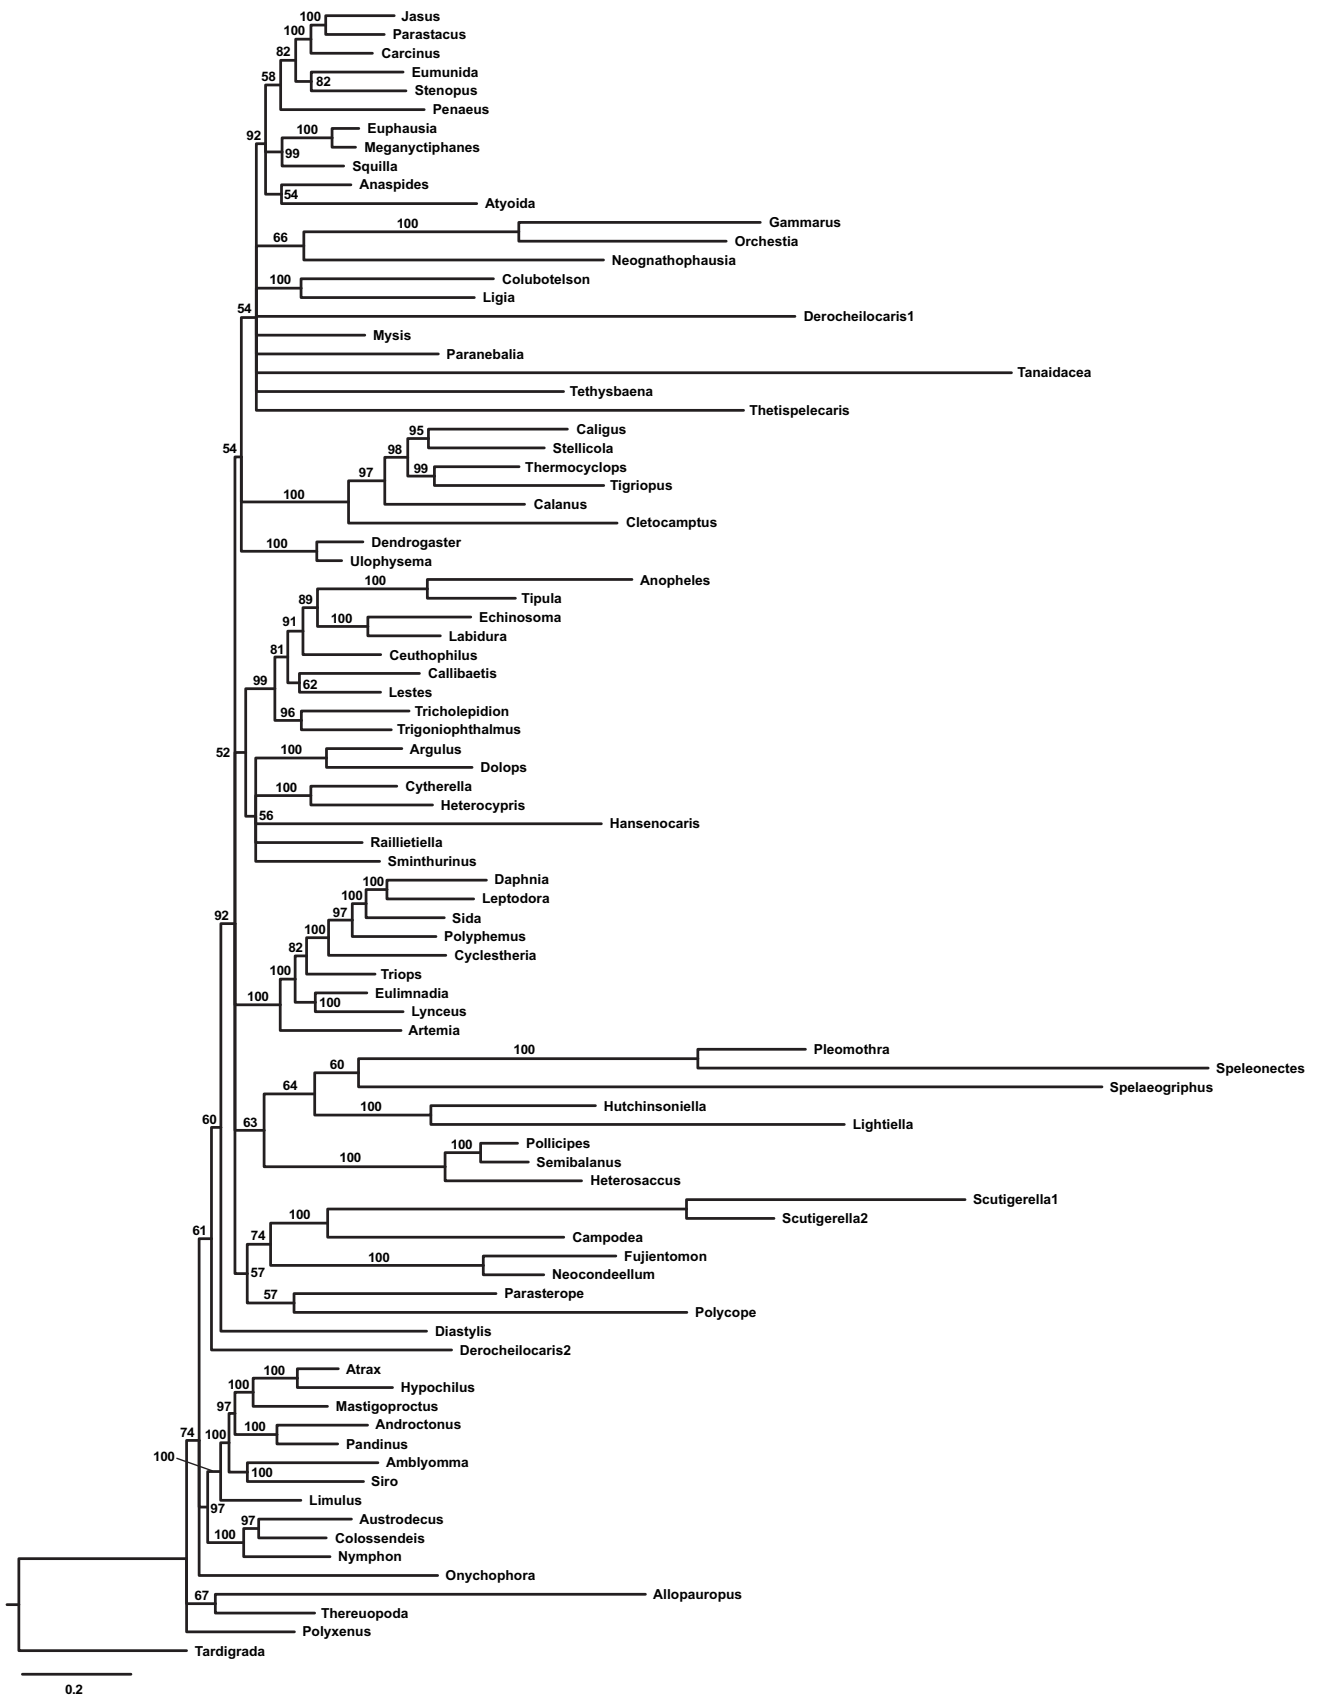 100 Jasus
100 Parastacus
82 Carcinus
Eumunida
58 82
Stenopus
Penaeus
100 Euphausia
92 Meganyctiphanes
99
Squilla
Anaspides
54
Atyoida
100 Gammarus
66 Orchestia
Neognathophausia
100 Colubotelson
Ligia
54 Derocheilocaris1
Mysis
Paranebalia
Tanaidacea
Tethysbaena
Thetispelecaris
95 Caligus
54 98 Stellicola
97 99 Thermocyclops
Tigriopus
100 Calanus
Cletocamptus
100 Dendrogaster
Ulophysema
100 Anopheles
89 Tipula
91 100 Echinosoma
Labidura
81 Ceuthophilus
99 Callibaetis
62
Lestes
96 Tricholepidion
Trigoniophthalmus
52 100 Argulus
Dolops
100 Cytherella
Heterocypris
56
Hansenocaris
Raillietiella
Sminthurinus
100 Daphnia
100 Leptodora
92 97 Sida
100 Polyphemus
82 Cyclestheria
100 Triops
100 Eulimnadia
100
Lynceus
Artemia
100 Pleomothra
60 Speleonectes
64 Spelaeogriphus
100 Hutchinsoniella
60 63 Lightiella
100 Pollicipes
100 Semibalanus
Heterosaccus
Scutigerella1
100 Scutigerella2
61 74 Campodea
100 Fujientomon
57 Neocondeellum
57 Parasterope
Polycope
Diastylis
Derocheilocaris2
100 Atrax
100 Hypochilus
97 Mastigoproctus
100 Androctonus
74 100 Pandinus
100 Amblyomma
100
Siro
Limulus
97
97 Austrodecus
100 Colossendeis
Nymphon
Onychophora
67 Allopauropus
Thereuopoda
Polyxenus
Tardigrada
0.2